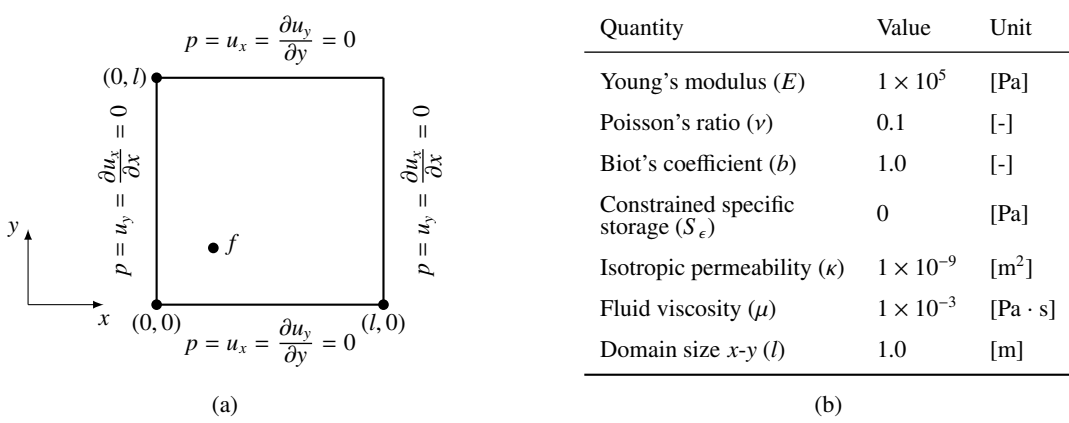 p = u_x = ∂u_y/∂y = 0
(0, l)
p = u_y = ∂u_x/∂x = 0
p = u_y = ∂u_x/∂x = 0
f
y
x
(0, 0)
(l, 0)
p = u_x = ∂u_y/∂y = 0
(a)
Quantity Value Unit
Young's modulus (E) 1 × 10^5 [Pa]
Poisson's ratio (ν) 0.1 [-]
Biot's coefficient (b) 1.0 [-]
Constrained specific
storage (S_ϵ) 0 [Pa]
Isotropic permeability (κ) 1 × 10^−9 [m^2]
Fluid viscosity (μ) 1 × 10^−3 [Pa · s]
Domain size x-y (l) 1.0 [m]
(b)